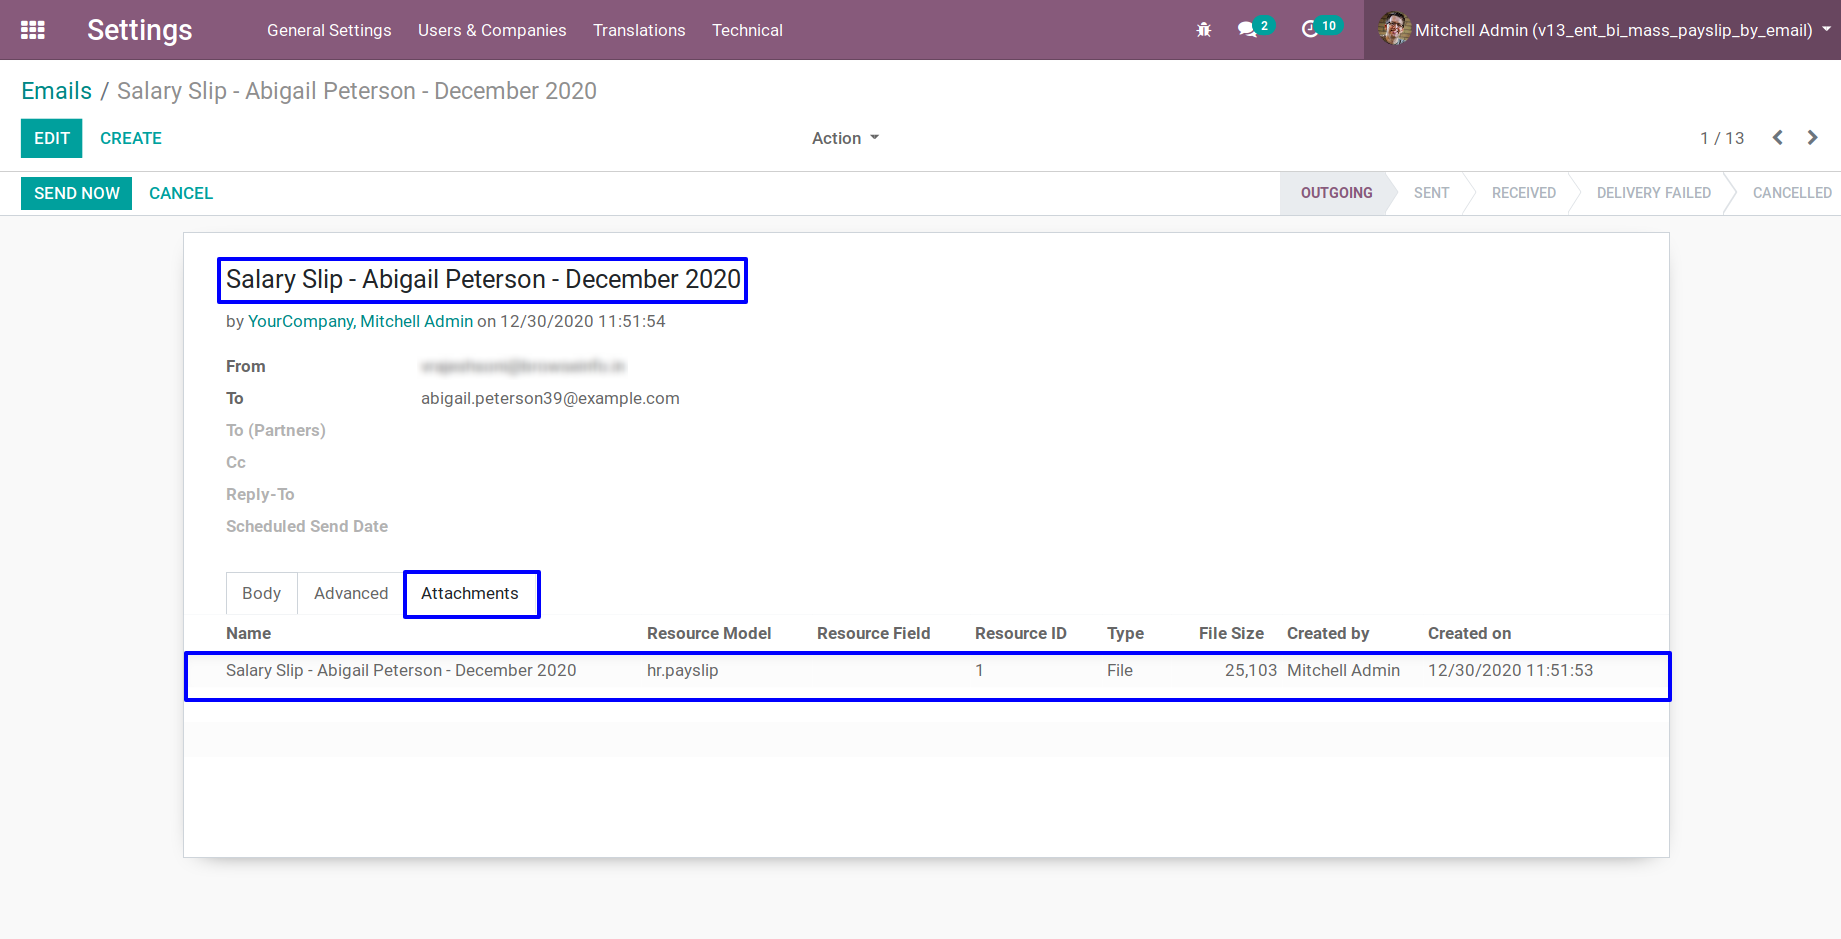 Settings General Settings Users & Companies Translations Technical 2 10 Mitchell Admin (v13_ent_bi_mass_payslip_by_email)
Emails / Salary Slip - Abigail Peterson - December 2020
EDIT CREATE Action 1 / 13
SEND NOW CANCEL OUTGOING SENT RECEIVED DELIVERY FAILED CANCELLED
Salary Slip - Abigail Peterson - December 2020
by YourCompany, Mitchell Admin on 12/30/2020 11:51:54
From
To abigail.peterson39@example.com
To (Partners)
Cc
Reply-To
Scheduled Send Date
Body Advanced Attachments
Name Resource Model Resource Field Resource ID Type File Size Created by Created on
Salary Slip - Abigail Peterson - December 2020 hr.payslip 1 File 25,103 Mitchell Admin 12/30/2020 11:51:53